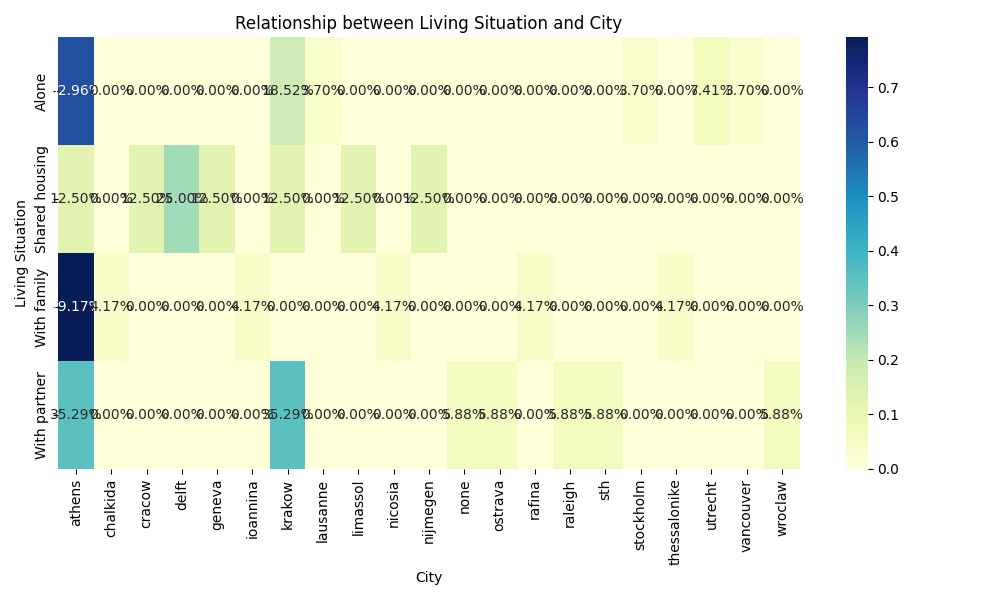 Relationship between Living Situation and City
Living Situation
Alone
62.96% 0.00% 0.00% 0.00% 0.00% 0.00% 18.52% 3.70% 0.00% 0.00% 0.00% 0.00% 0.00% 0.00% 0.00% 0.00% 3.70% 0.00% 7.41% 3.70% 0.00%
Shared housing
12.50% 0.00% 12.50% 25.00% 12.50% 0.00% 12.50% 0.00% 12.50% 0.00% 12.50% 0.00% 0.00% 0.00% 0.00% 0.00% 0.00% 0.00% 0.00% 0.00% 0.00%
With family
79.17% 4.17% 0.00% 0.00% 0.00% 4.17% 0.00% 0.00% 0.00% 4.17% 0.00% 0.00% 0.00% 4.17% 0.00% 0.00% 0.00% 4.17% 0.00% 0.00% 0.00%
With partner
35.29% 0.00% 0.00% 0.00% 0.00% 0.00% 35.29% 0.00% 0.00% 0.00% 0.00% 5.88% 5.88% 0.00% 5.88% 5.88% 0.00% 0.00% 0.00% 0.00% 5.88%
athens
chalkida
cracow
delft
geneva
ioannina
krakow
lausanne
limassol
nicosia
nijmegen
none
ostrava
rafina
raleigh
sth
stockholm
thessalonike
utrecht
vancouver
wroclaw
City
0.7
0.6
0.5
0.4
0.3
0.2
0.1
0.0